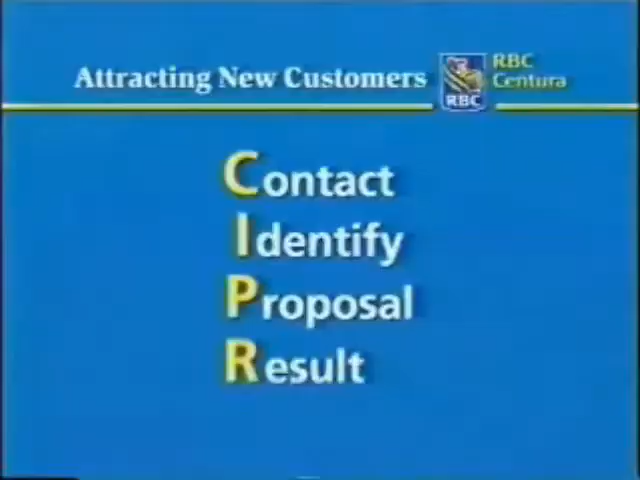 Attracting New Customers
RBC
Centura
RBC
Contact
Identify
Proposal
Result